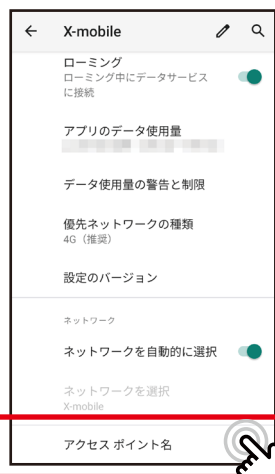 X-mobile
ローミング
ローミング中にデータサービス
に接続
アプリのデータ使用量
データ使用量の警告と制限
優先ネットワークの種類
4G（推奨）
設定のバージョン
ネットワーク
ネットワークを自動的に選択
ネットワークを選択
X-mobile
アクセス ポイント名